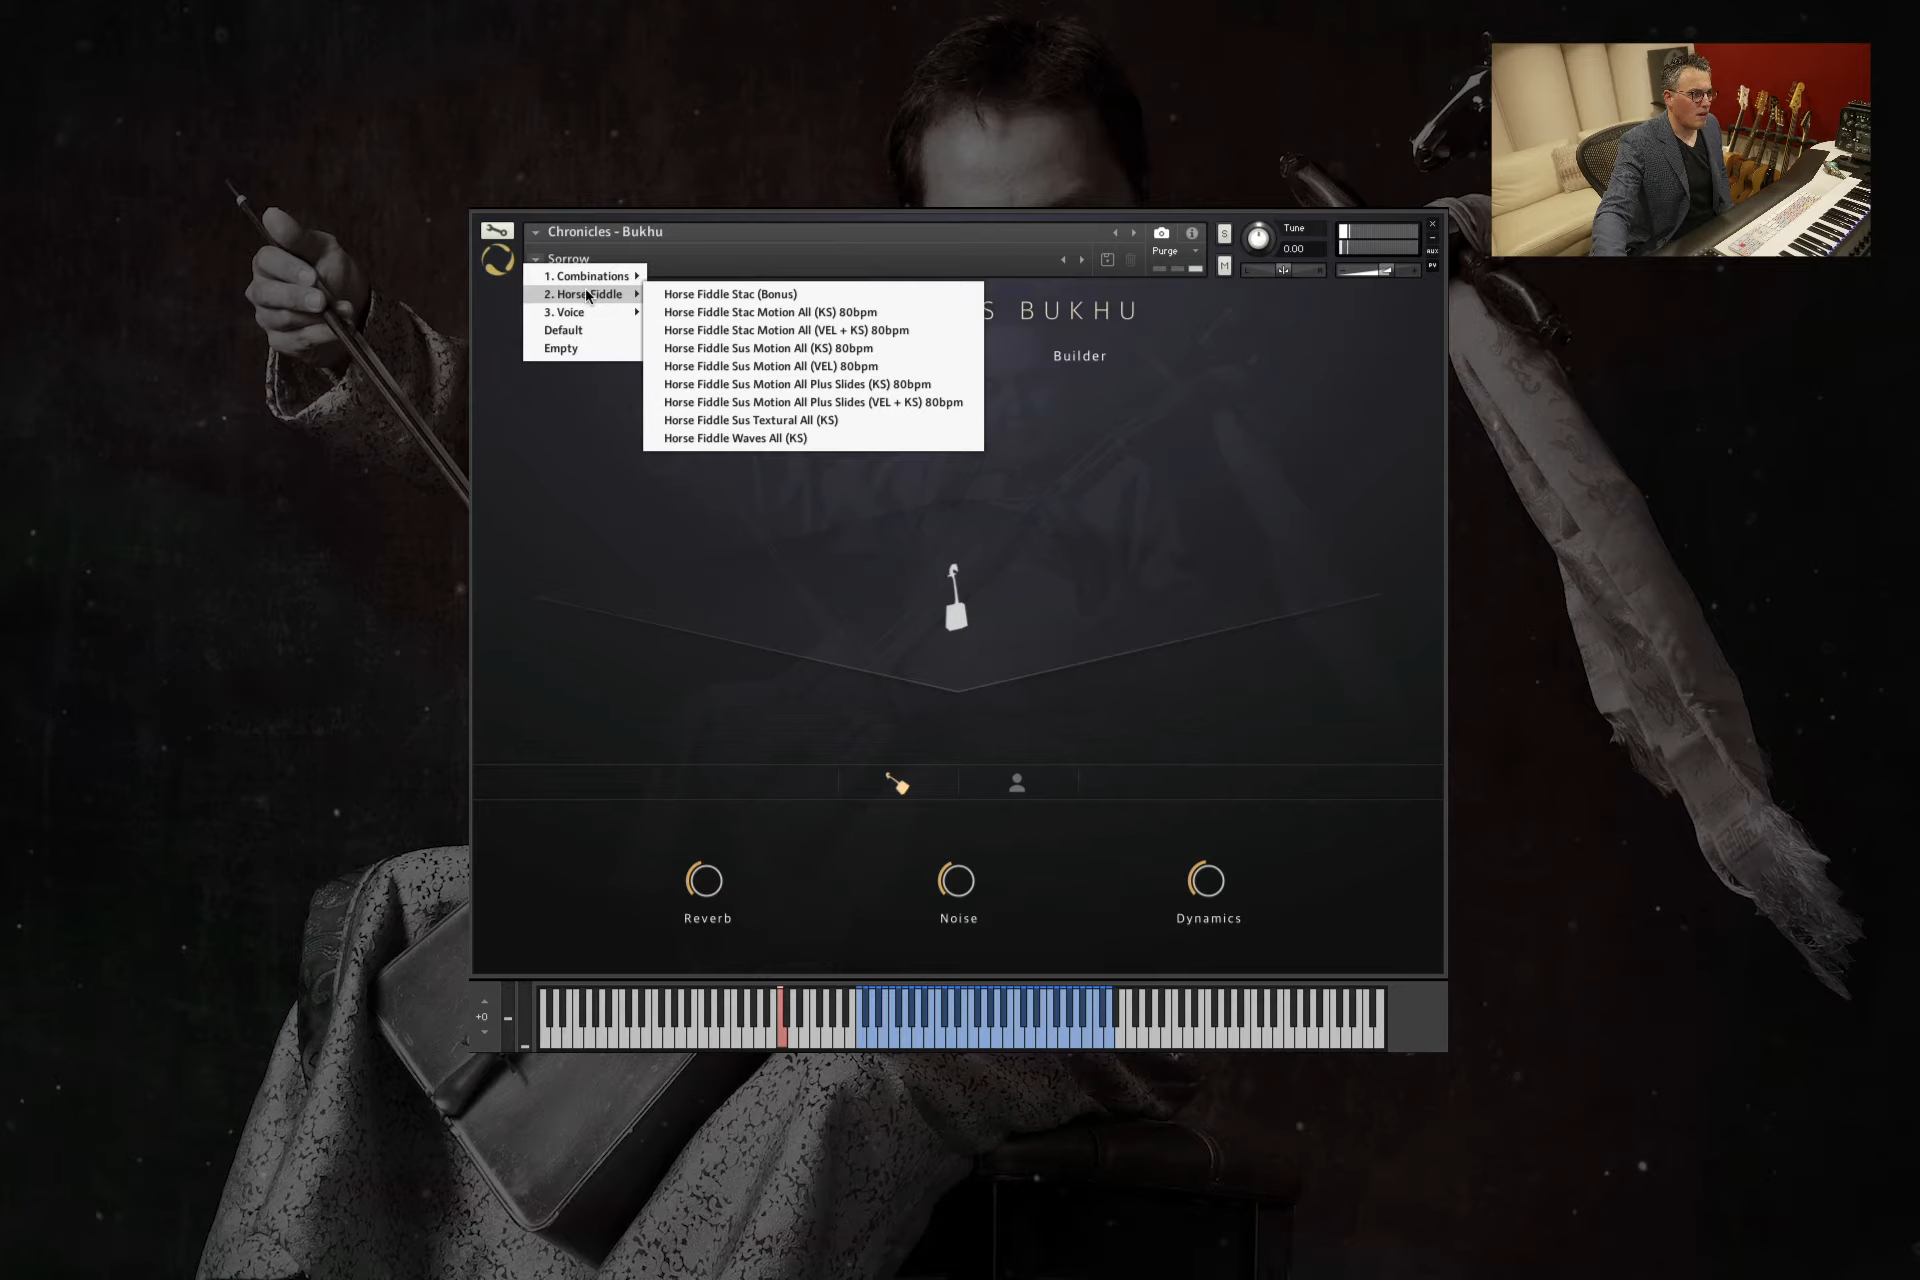 Chronicles - Bukhu
S
Tune
0.00
Purge
AUX
PV
M
L
R
Sorrow
1. Combinations
2. Horse Fiddle
3. Voice
Default
Empty
Horse Fiddle Stac (Bonus)
Horse Fiddle Stac Motion All (KS) 80bpm
Horse Fiddle Stac Motion All (VEL + KS) 80bpm
Horse Fiddle Sus Motion All (KS) 80bpm
Horse Fiddle Sus Motion All (VEL) 80bpm
Horse Fiddle Sus Motion All Plus Slides (KS) 80bpm
Horse Fiddle Sus Motion All Plus Slides (VEL + KS) 80bpm
Horse Fiddle Sus Textural All (KS)
Horse Fiddle Waves All (KS)
S BUKHU
Builder
Reverb
Noise
Dynamics
+0